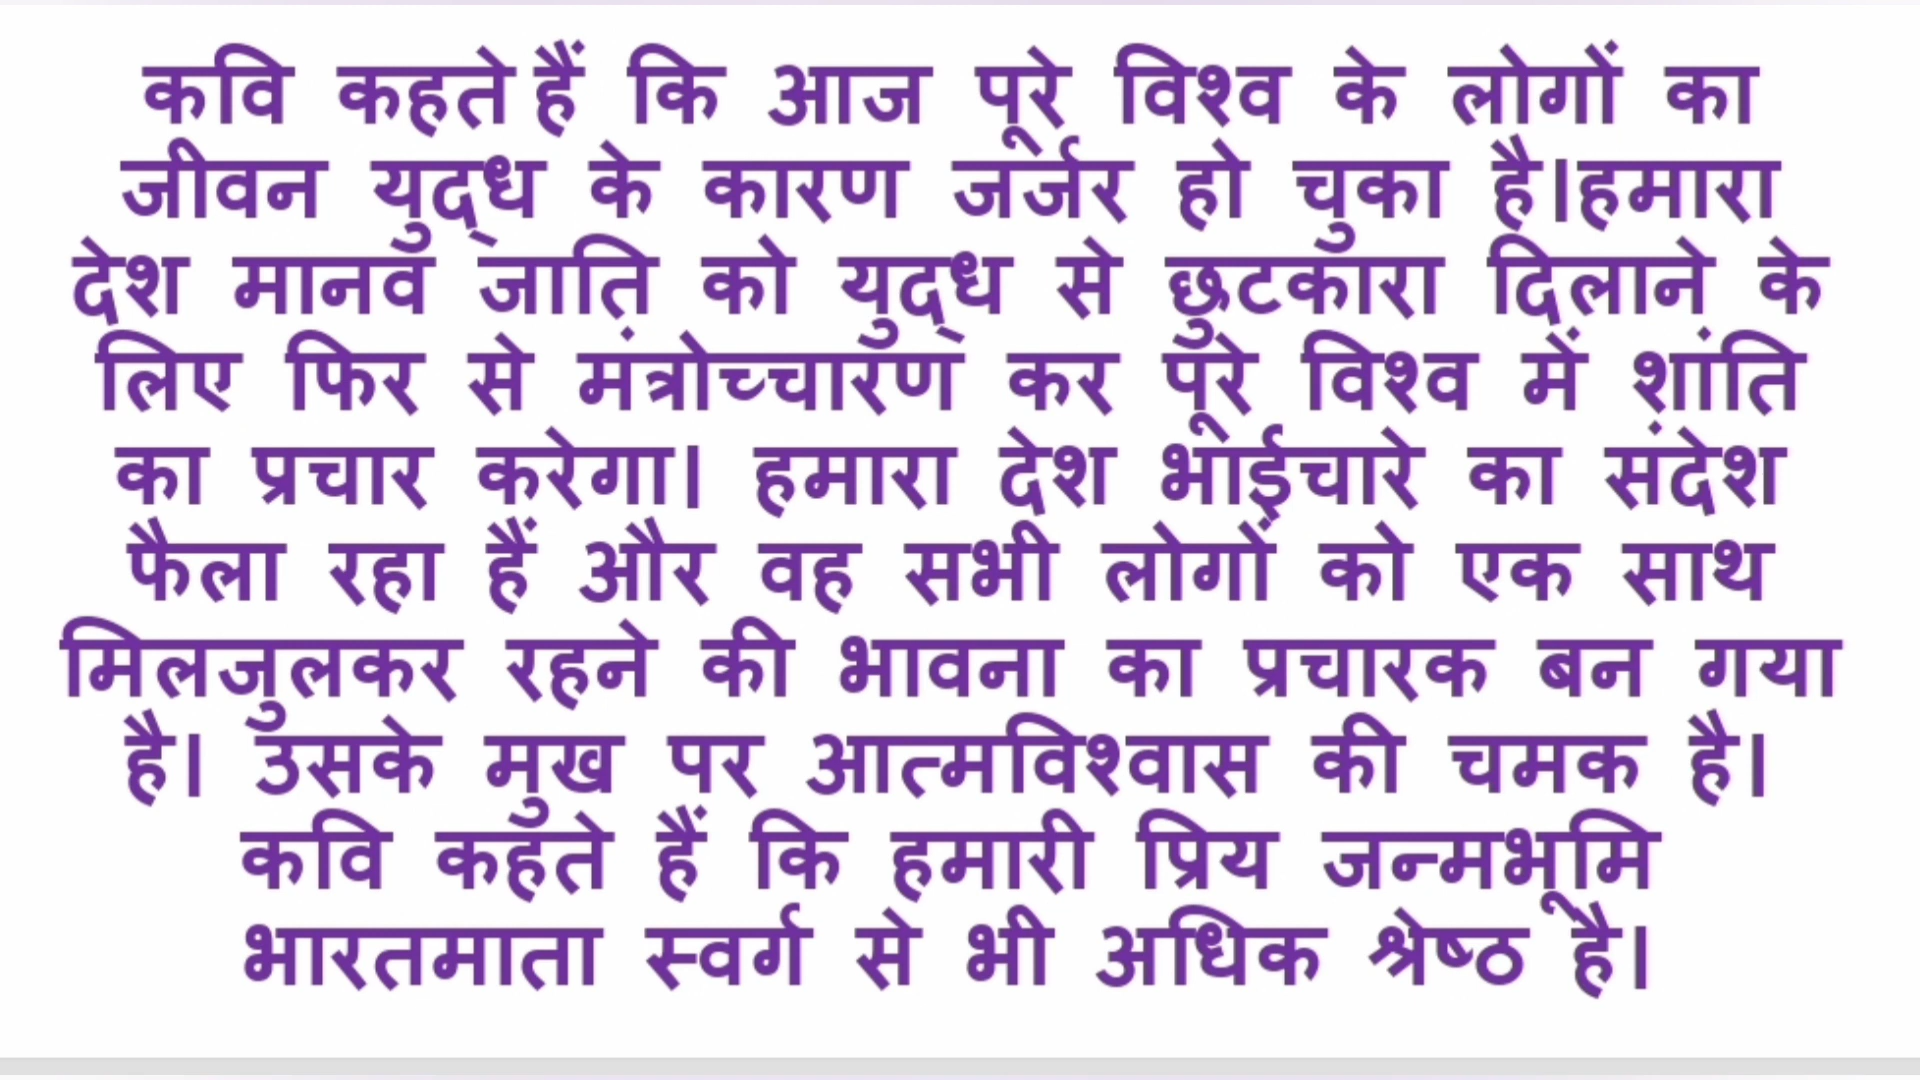 कवि कहते हैं कि आज पूरे विश्व के लोगों का
जीवन युद्ध के कारण जर्जर हो चुका है।हमारा
देश मानव जाति को युद्ध से छुटकारा दिलाने के
लिए फिर से मंत्रोच्चारण कर पूरे विश्व में शांति
का प्रचार करेगा। हमारा देश भाईचारे का संदेश
फैला रहा हैं और वह सभी लोगों को एक साथ
मिलजुलकर रहने की भावना का प्रचारक बन गया
है। उसके मुख पर आत्मविश्वास की चमक है।
कवि कहते हैं कि हमारी प्रिय जन्मभूमि
भारतमाता स्वर्ग से भी अधिक श्रेष्ठ है।